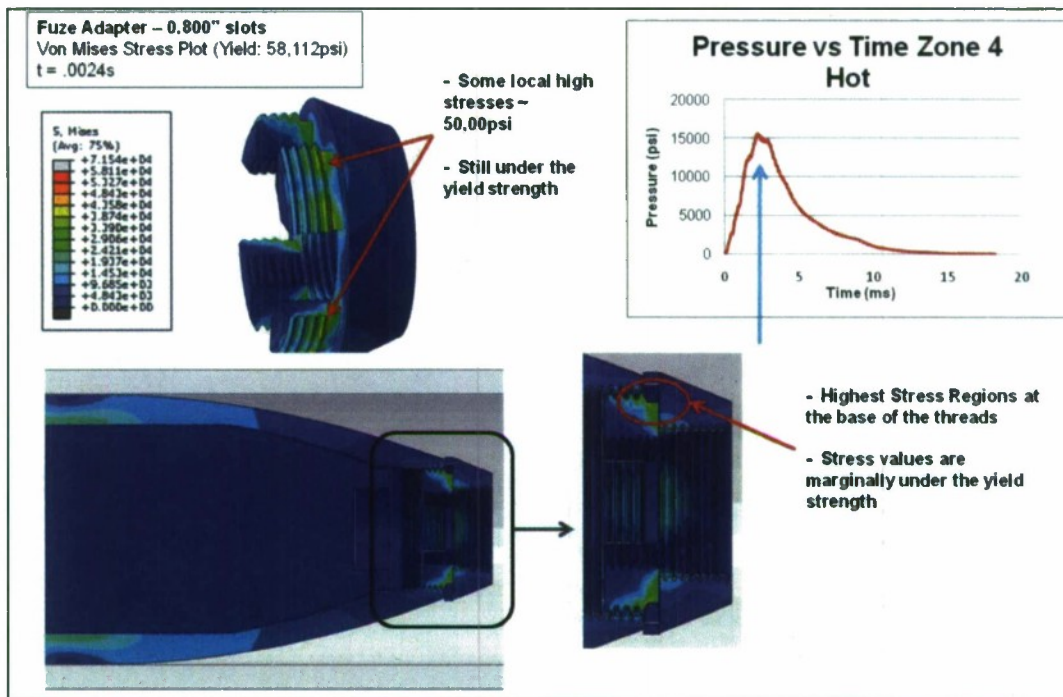 Fuze Adapter – 0.800" slots
Von Mises Stress Plot (Yield: 58,112psi)
t = .0024s
S, Mises
(Avg: 75%)
+7.154e+04
+5.811e+04
+5.327e+04
+4.843e+04
+4.358e+04
+3.874e+04
+3.390e+04
+2.906e+04
+2.421e+04
+1.937e+04
+1.453e+04
+9.685e+03
+4.843e+03
+0.000e+00
- Some local high
stresses ~
50,00psi
- Still under the
yield strength
Pressure vs Time Zone 4
Hot
Pressure (psi)
20000
15000
10000
5000
0
0
5
10
15
20
Time (ms)
- Highest Stress Regions at
the base of the threads
- Stress values are
marginally under the yield
strength